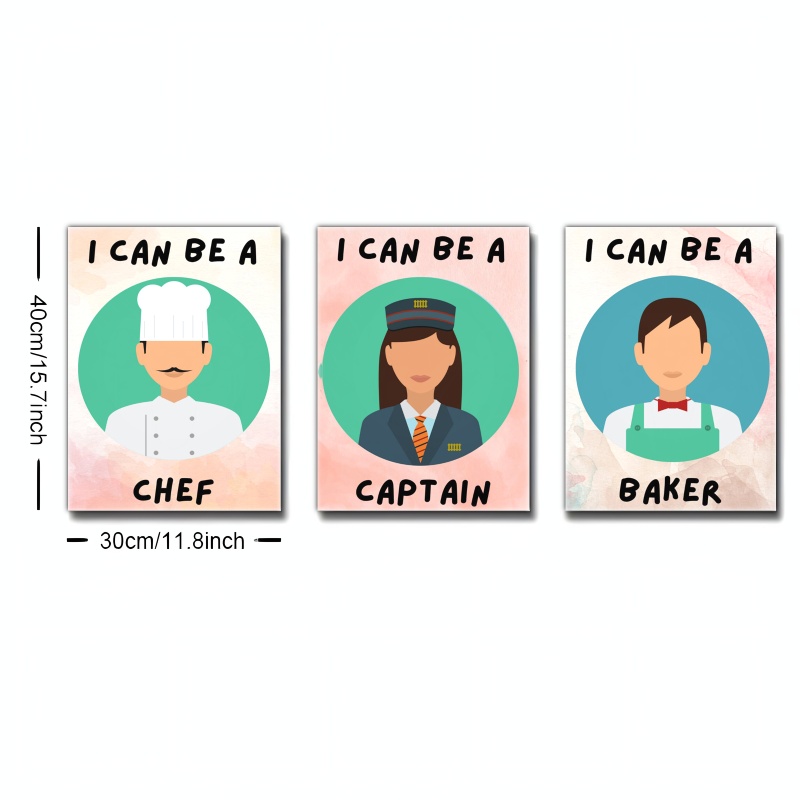 I CAN BE A
CHEF
I CAN BE A
CAPTAIN
I CAN BE A
BAKER
40cm/15.7inch
30cm/11.8inch